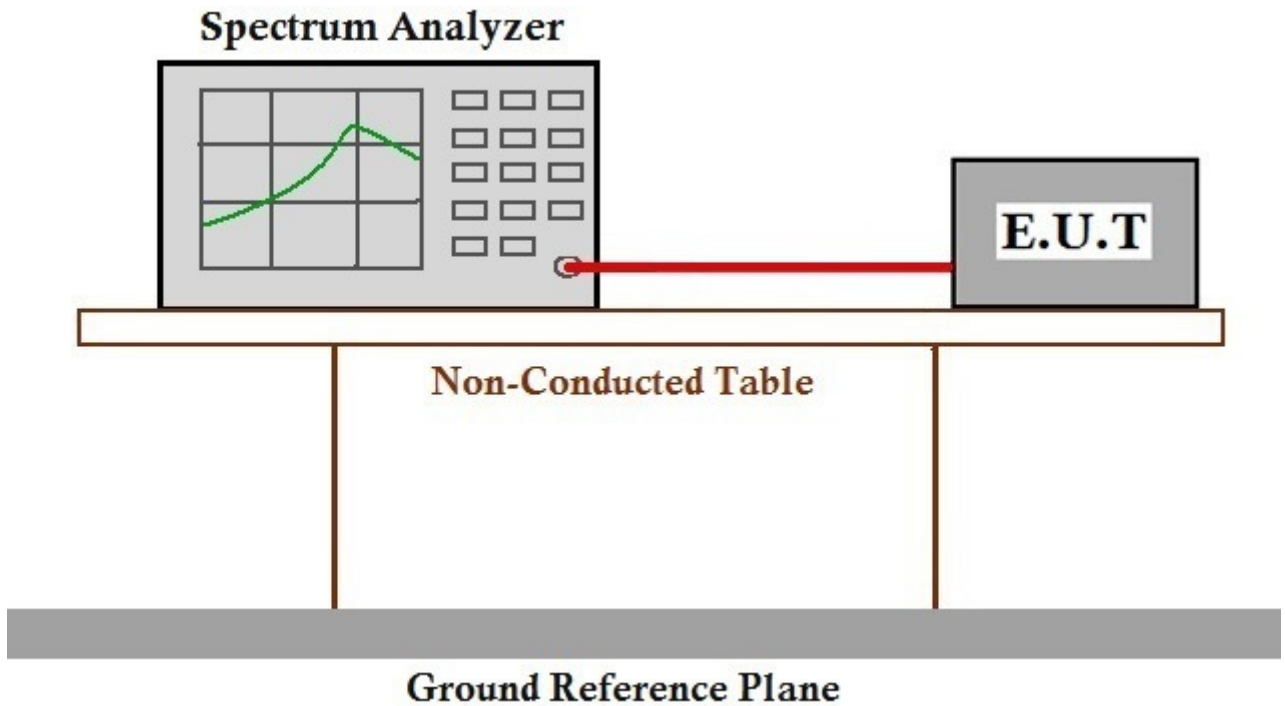 Spectrum Analyzer
E.U.T
Non-Conducted Table
Ground Reference Plane